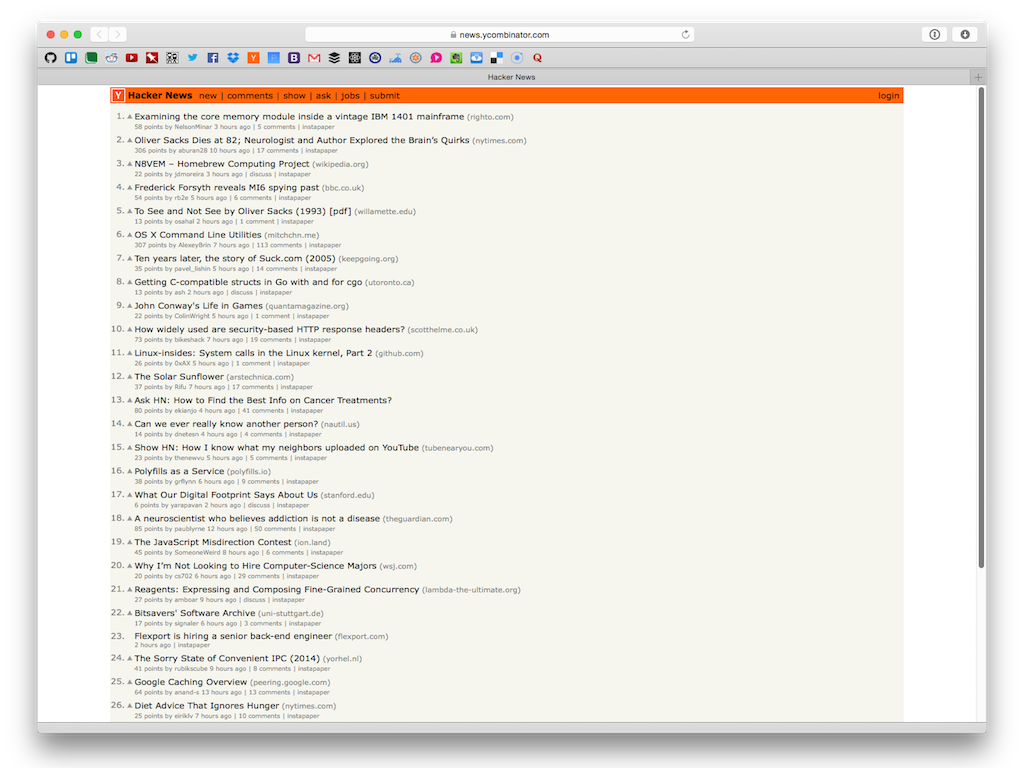 news.ycombinator.com
Hacker News
Y Hacker News new | comments | show | ask | jobs | submit login
1. Examining the core memory module inside a vintage IBM 1401 mainframe (righto.com)
58 points by NelsonMinar 3 hours ago | 5 comments | instapaper
2. Oliver Sacks Dies at 82; Neurologist and Author Explored the Brain’s Quirks (nytimes.com)
306 points by aburan28 10 hours ago | 17 comments | instapaper
3. N8VEM – Homebrew Computing Project (wikipedia.org)
22 points by jdmoreira 3 hours ago | discuss | instapaper
4. Frederick Forsyth reveals MI6 spying past (bbc.co.uk)
54 points by rb2e 5 hours ago | 6 comments | instapaper
5. To See and Not See by Oliver Sacks (1993) [pdf] (willamette.edu)
13 points by osahal 2 hours ago | 1 comment | instapaper
6. OS X Command Line Utilities (mitchchn.me)
307 points by AlexeyBrin 7 hours ago | 113 comments | instapaper
7. Ten years later, the story of Suck.com (2005) (keepgoing.org)
35 points by pavel_lishin 5 hours ago | 14 comments | instapaper
8. Getting C-compatible structs in Go with and for cgo (utoronto.ca)
13 points by ash 2 hours ago | discuss | instapaper
9. John Conway's Life in Games (quantamagazine.org)
22 points by ColinWright 5 hours ago | 1 comment | instapaper
10. How widely used are security-based HTTP response headers? (scotthelme.co.uk)
73 points by bikeshack 7 hours ago | 19 comments | instapaper
11. Linux-insides: System calls in the Linux kernel, Part 2 (github.com)
26 points by 0xAX 5 hours ago | 1 comment | instapaper
12. The Solar Sunflower (arstechnica.com)
37 points by Rifu 7 hours ago | 17 comments | instapaper
13. Ask HN: How to Find the Best Info on Cancer Treatments?
80 points by ekianjo 4 hours ago | 41 comments | instapaper
14. Can we ever really know another person? (nautil.us)
14 points by dnetesn 4 hours ago | 4 comments | instapaper
15. Show HN: How I know what my neighbors uploaded on YouTube (tubenearyou.com)
23 points by thenewvu 5 hours ago | 5 comments | instapaper
16. Polyfills as a Service (polyfills.io)
38 points by grflynn 6 hours ago | 9 comments | instapaper
17. What Our Digital Footprint Says About Us (stanford.edu)
6 points by yarapavan 2 hours ago | discuss | instapaper
18. A neuroscientist who believes addiction is not a disease (theguardian.com)
85 points by paublyrne 12 hours ago | 50 comments | instapaper
19. The JavaScript Misdirection Contest (ion.land)
45 points by SomeoneWeird 8 hours ago | 6 comments | instapaper
20. Why I’m Not Looking to Hire Computer-Science Majors (wsj.com)
20 points by cs702 6 hours ago | 29 comments | instapaper
21. Reagents: Expressing and Composing Fine-Grained Concurrency (lambda-the-ultimate.org)
27 points by amboar 9 hours ago | discuss | instapaper
22. Bitsavers' Software Archive (uni-stuttgart.de)
17 points by signaler 6 hours ago | 3 comments | instapaper
23. Flexport is hiring a senior back-end engineer (flexport.com)
2 hours ago | instapaper
24. The Sorry State of Convenient IPC (2014) (yorhel.nl)
41 points by rubikscube 9 hours ago | 8 comments | instapaper
25. Google Caching Overview (peering.google.com)
64 points by anand-s 13 hours ago | 13 comments | instapaper
26. Diet Advice That Ignores Hunger (nytimes.com)
25 points by eiriklv 7 hours ago | 10 comments | instapaper